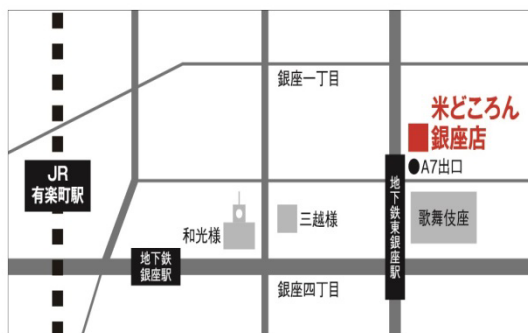 銀座一丁目
米どころん
銀座店
A7出口
JR
有楽町駅
地下鉄東銀座駅
歌舞伎座
三越様
和光様
地下鉄
銀座駅
銀座四丁目